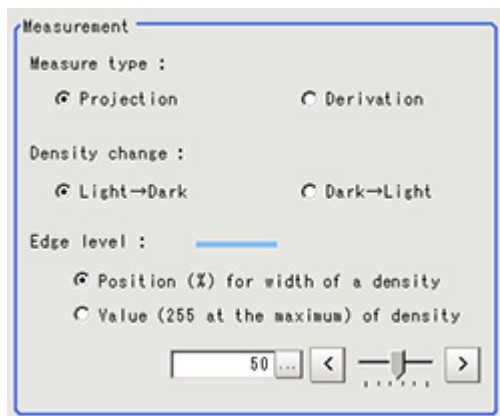 Measurement
Measure type :
Projection Derivation
Density change :
Light→Dark Dark→Light
Edge level :
Position (%) for width of a density
Value (255 at the maximum) of density
50 ... < >